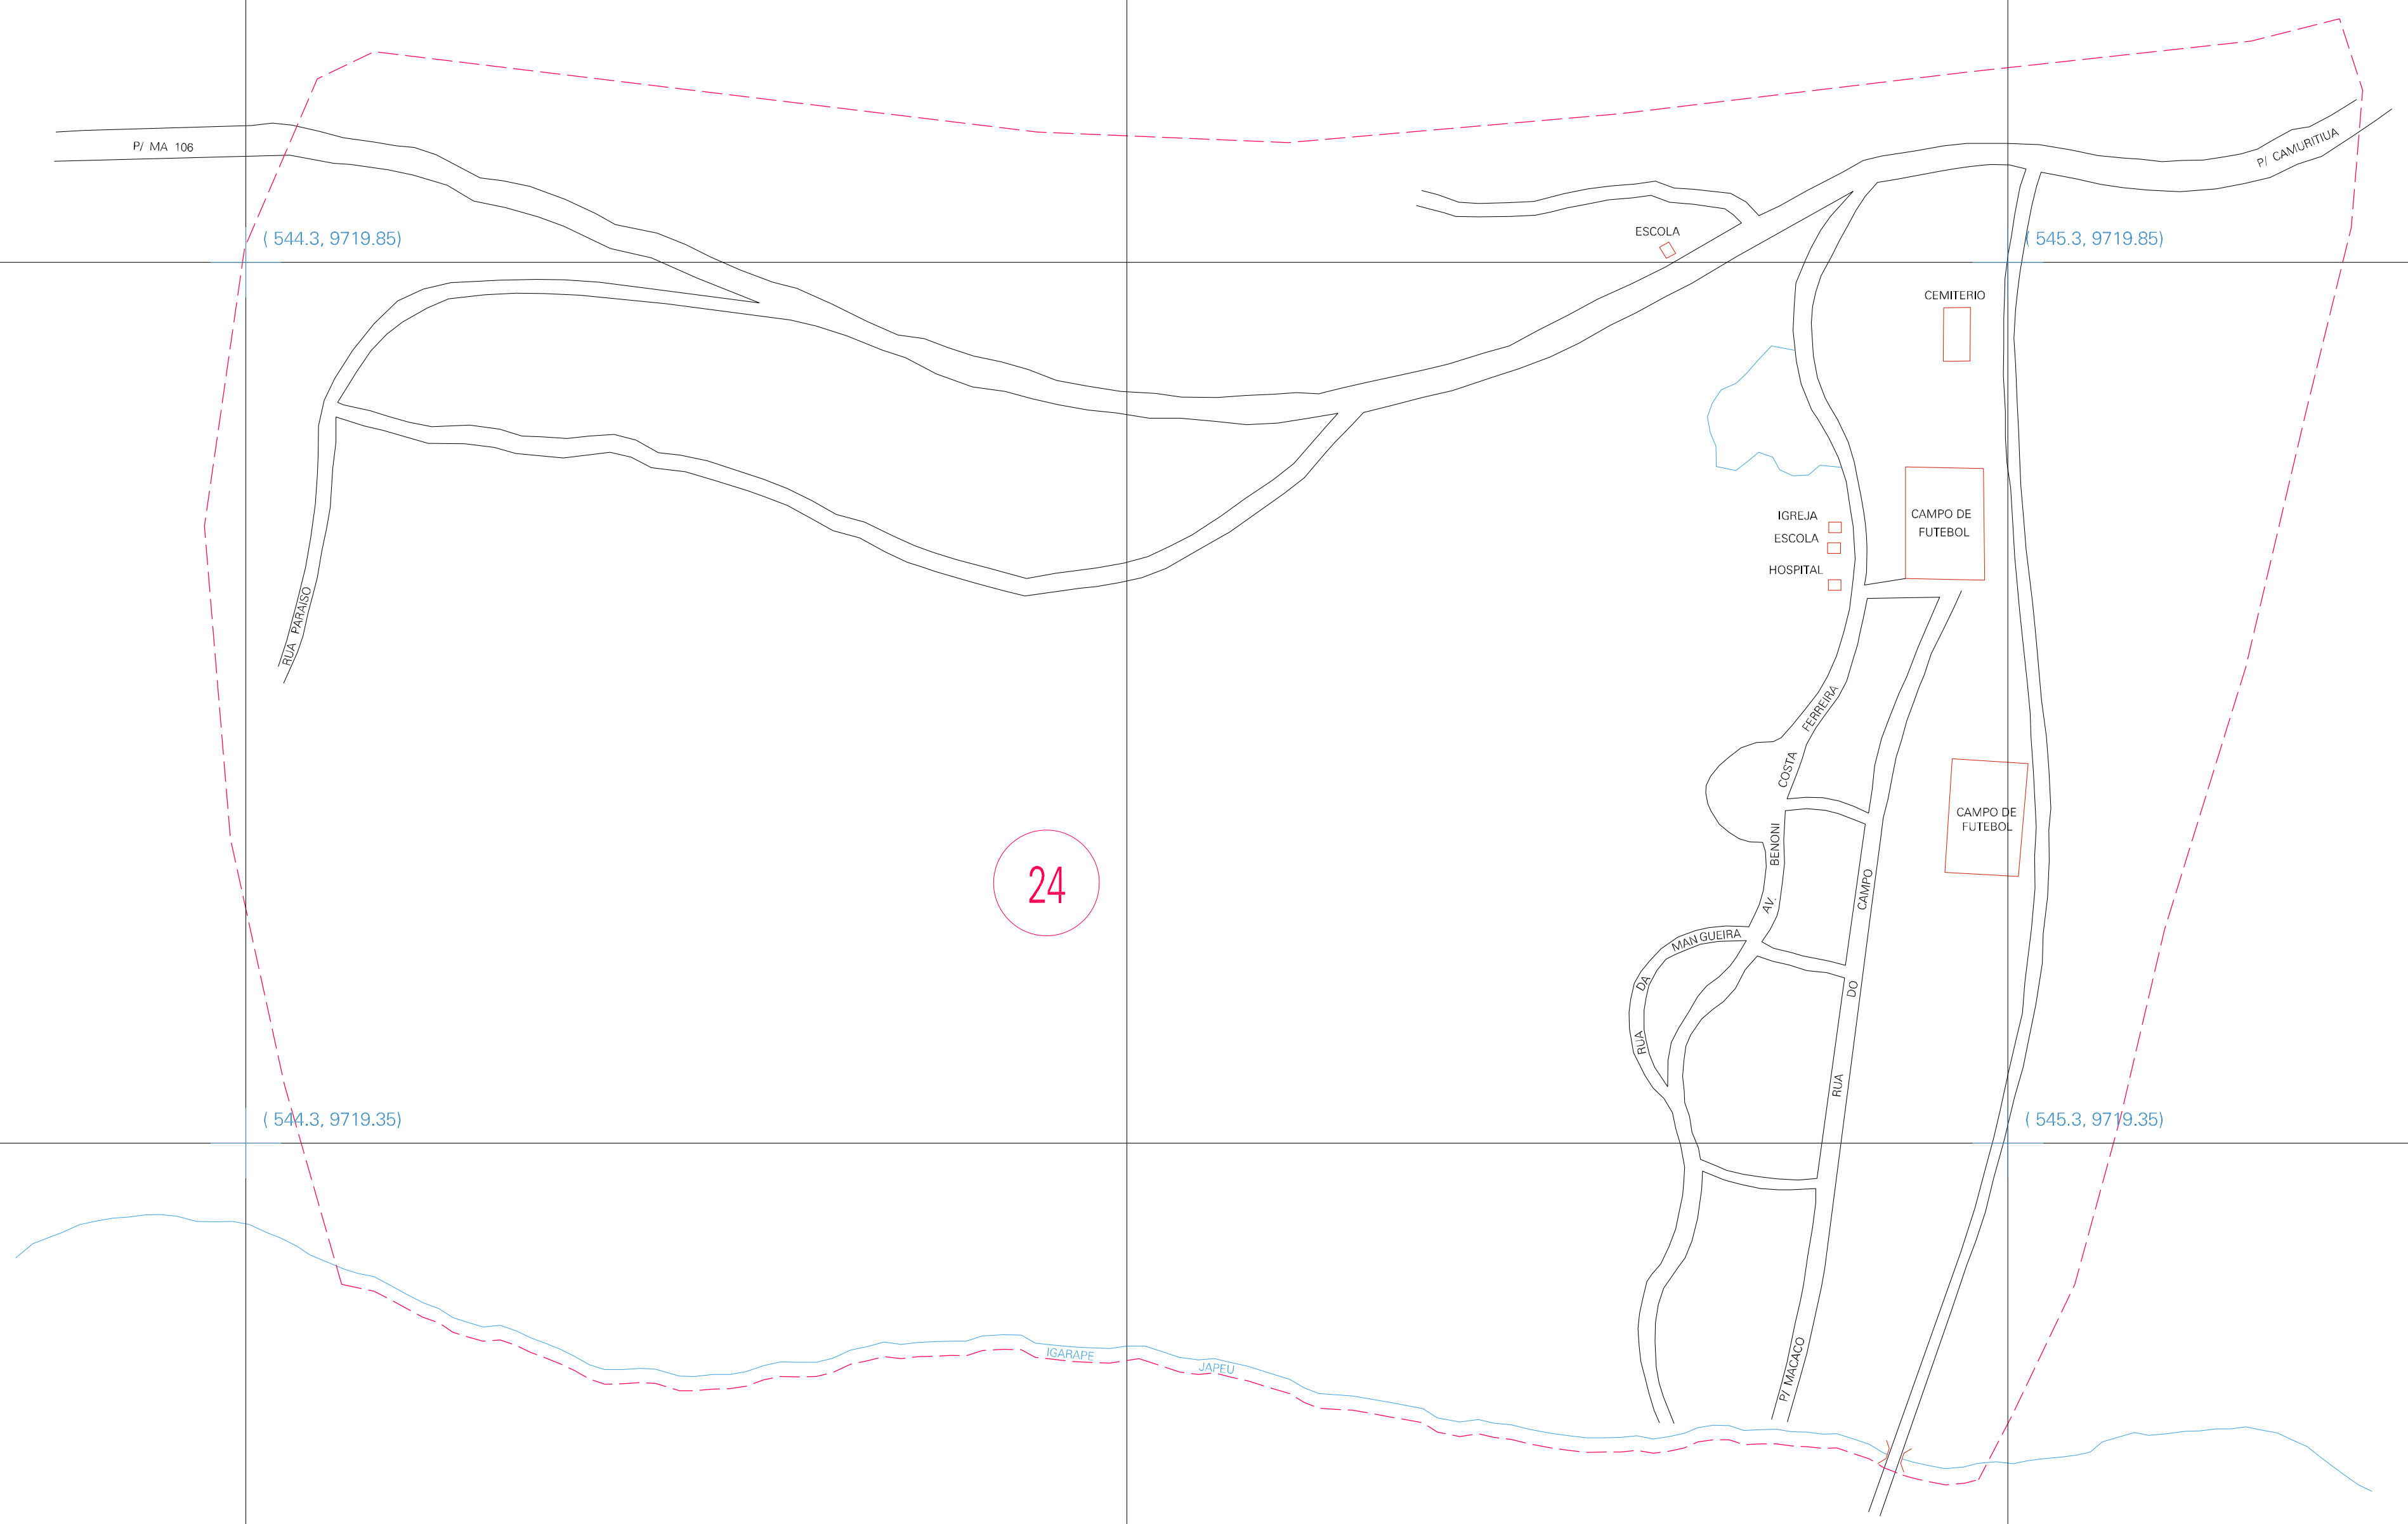 P/ MA 106
P/ CAMURITIUA
( 544.3, 9719.85)
ESCOLA
( 545.3, 9719.85)
CEMITERIO
IGREJA
ESCOLA
HOSPITAL
CAMPO DE
FUTEBOL
RUA PARAISO
AV. BENONI COSTA FERREIRA
CAMPO DE
FUTEBOL
24
RUA DA MANGUEIRA
RUA DO CAMPO
( 544.3, 9719.35)
( 545.3, 9719.35)
IGARAPE JAPEU
P/ MACACO